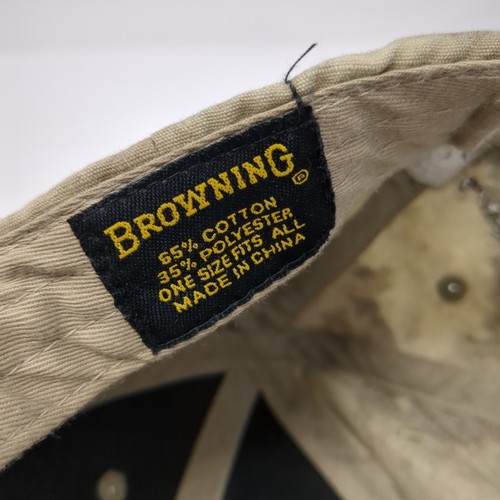 BROWNING®
65% COTTON
35% POLYESTER
ONE SIZE FITS ALL
MADE IN CHINA